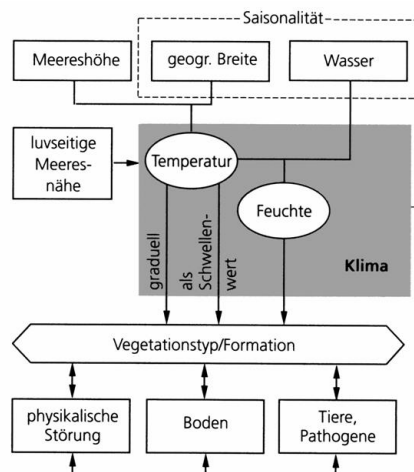 Saisonalität
Meereshöhe
geogr. Breite
Wasser
luvseitige
Meeres-
nähe
Temperatur
Feuchte
graduell
als
Schwellen-
wert
Klima
Vegetationstyp/Formation
physikalische
Störung
Boden
Tiere,
Pathogene